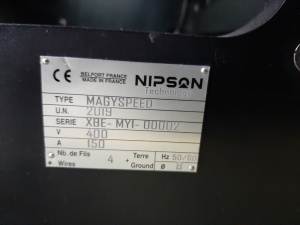 CE BELFORT FRANCE NIPSON
MADE IN FRANCE Technology
TYPE MAGYSPEED
U.N. 2019
SERIE XBE-MY1-00002
V 400
A 150
Nb. de Fils 4 + Terre Hz 50/60
Wires Ground Ø